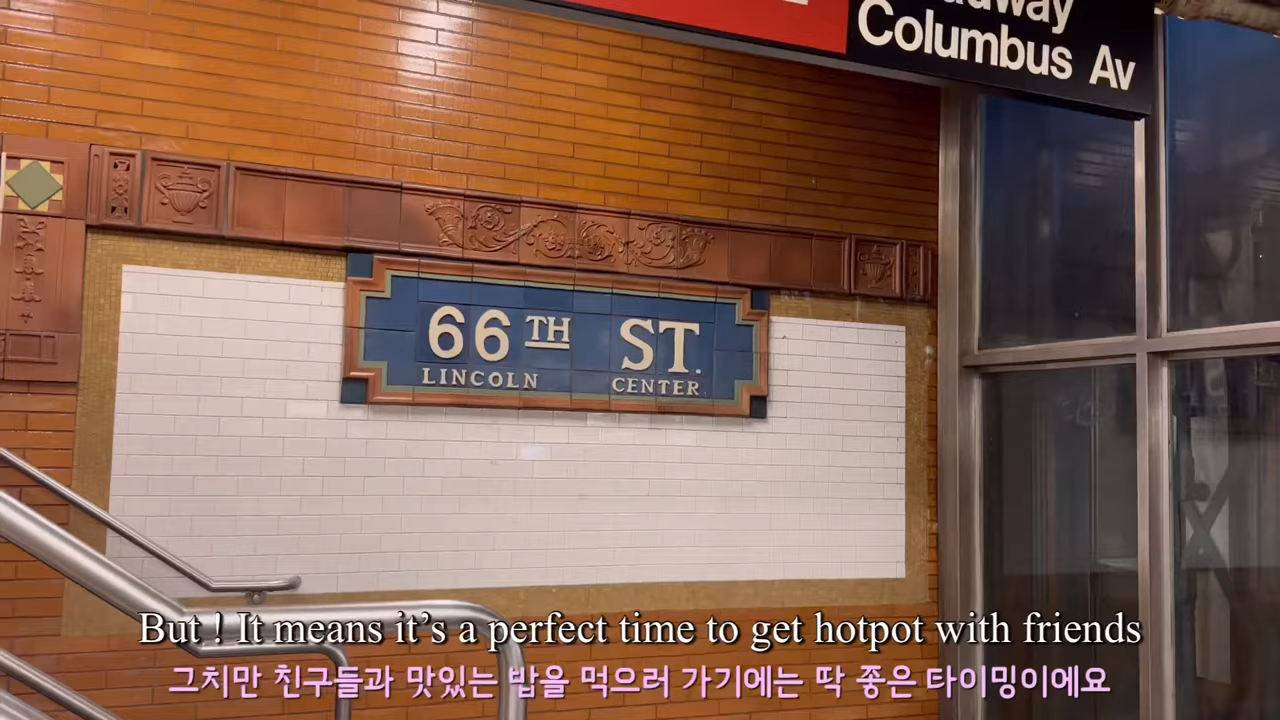 Columbus Av
66TH ST.
LINCOLN CENTER
But ! It means it's a perfect time to get hotpot with friends
그치만 친구들과 맛있는 밥을 먹으러 가기에는 딱 좋은 타이밍이에요